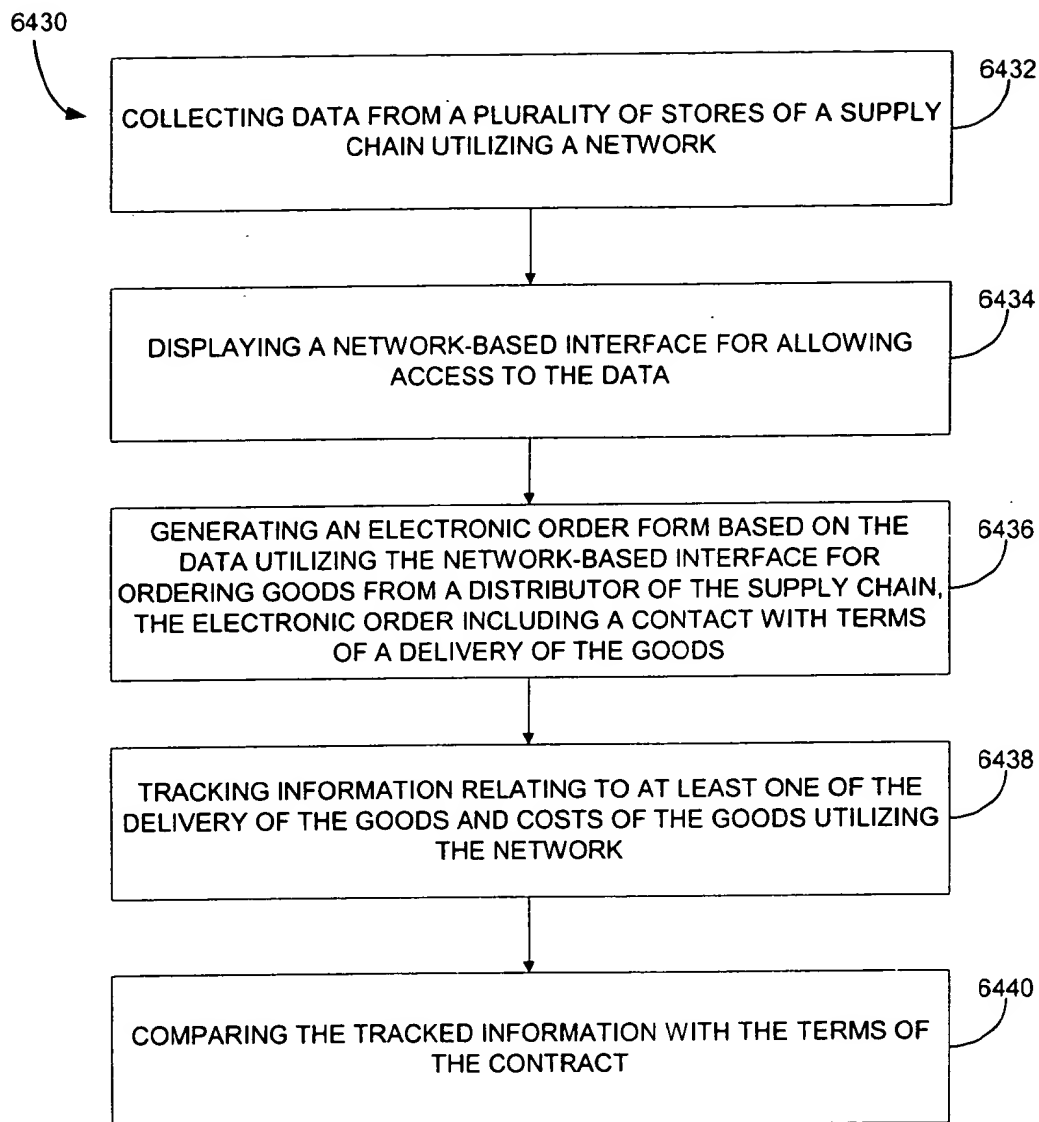 6430
6432
COLLECTING DATA FROM A PLURALITY OF STORES OF A SUPPLY
CHAIN UTILIZING A NETWORK
6434
DISPLAYING A NETWORK-BASED INTERFACE FOR ALLOWING
ACCESS TO THE DATA
6436
GENERATING AN ELECTRONIC ORDER FORM BASED ON THE
DATA UTILIZING THE NETWORK-BASED INTERFACE FOR
ORDERING GOODS FROM A DISTRIBUTOR OF THE SUPPLY CHAIN,
THE ELECTRONIC ORDER INCLUDING A CONTACT WITH TERMS
OF A DELIVERY OF THE GOODS
6438
TRACKING INFORMATION RELATING TO AT LEAST ONE OF THE
DELIVERY OF THE GOODS AND COSTS OF THE GOODS UTILIZING
THE NETWORK
6440
COMPARING THE TRACKED INFORMATION WITH THE TERMS OF
THE CONTRACT